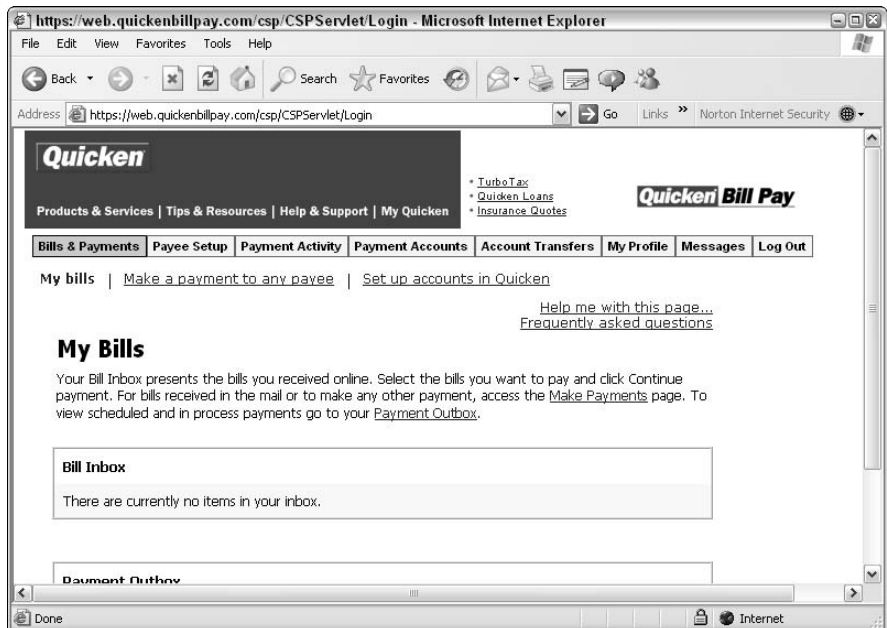 https://web.quickenbillpay.com/csp/CSPServlet/Login - Microsoft Internet Explorer
File Edit View Favorites Tools Help
Back Search Favorites
Address https://web.quickenbillpay.com/csp/CSPServlet/Login Go Links » Norton Internet Security
Quicken
Products & Services | Tips & Resources | Help & Support | My Quicken
• TurboTax
• Quicken Loans
• Insurance Quotes
Quicken Bill Pay
Bills & Payments Payee Setup Payment Activity Payment Accounts Account Transfers My Profile Messages Log Out
My bills | Make a payment to any payee | Set up accounts in Quicken
Help me with this page...
Frequently asked questions
My Bills
Your Bill Inbox presents the bills you received online. Select the bills you want to pay and click Continue
payment. For bills received in the mail or to make any other payment, access the Make Payments page. To
view scheduled and in process payments go to your Payment Outbox.
Bill Inbox
There are currently no items in your inbox.
Payment Outbox
Done Internet